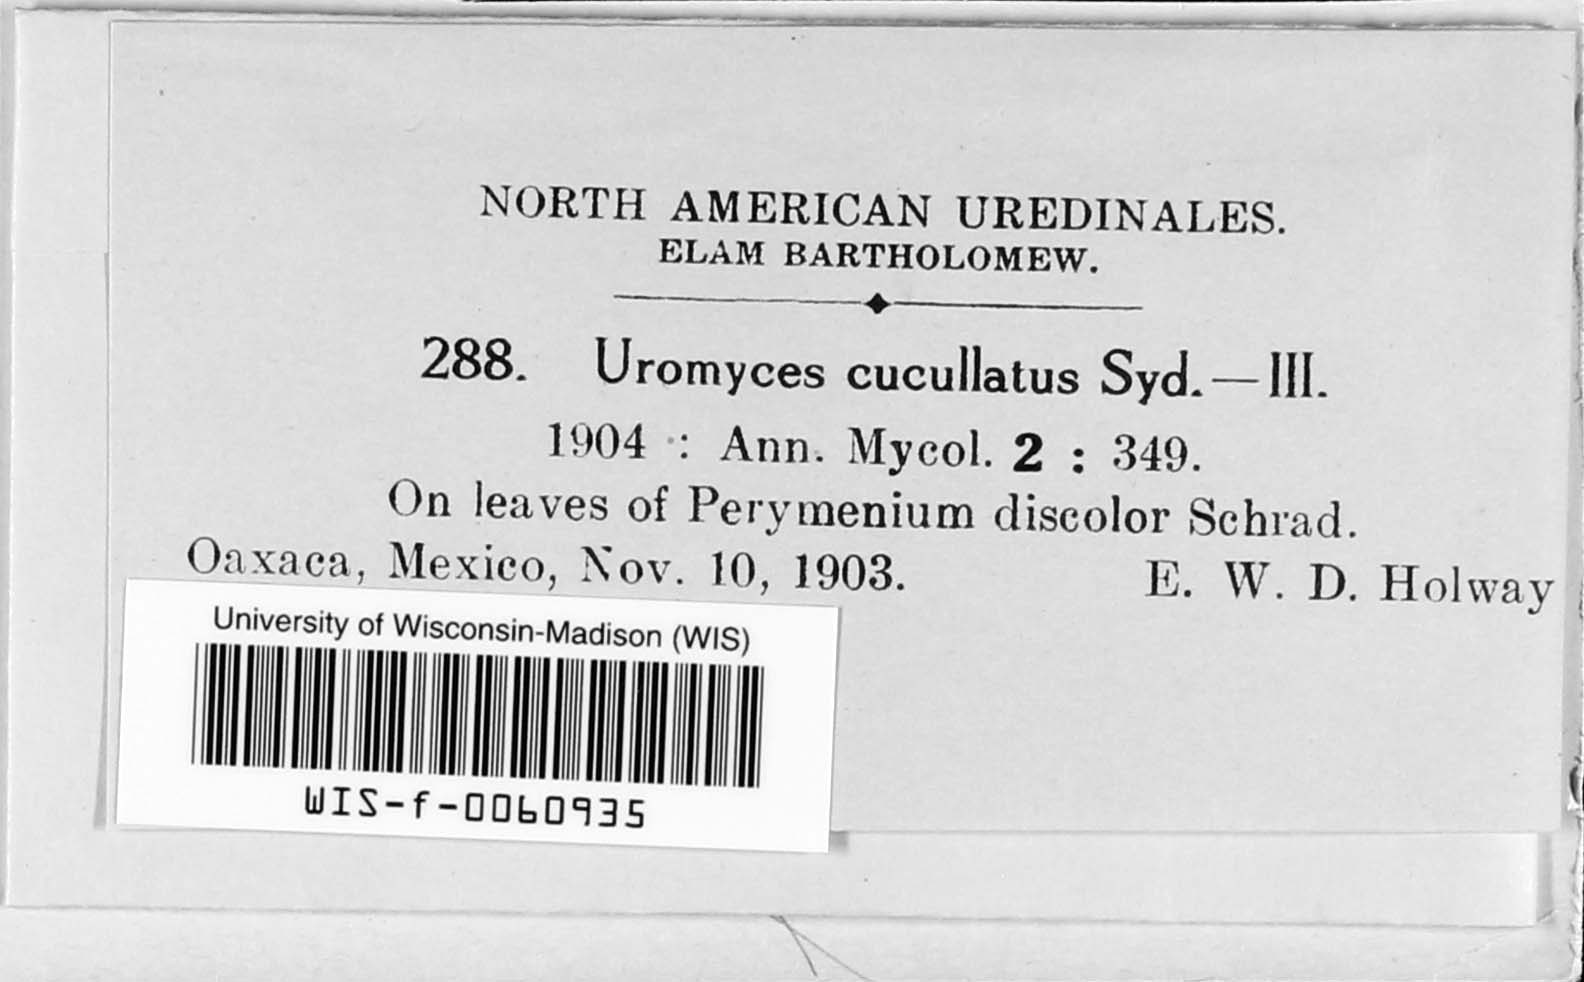 NORTH AMERICAN UREDINALES.
ELAM BARTHOLOMEW.
288. Uromyces cucullatus Syd.—III.
1904 : Ann. Mycol. 2 : 349.
On leaves of Perymenium discolor Schrad.
Oaxaca, Mexico, Nov. 10, 1903. E. W. D. Holway
University of Wisconsin-Madison (WIS)
WIS-f-0060935